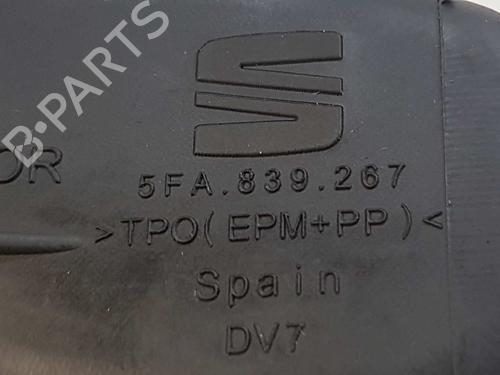 B-PARTS
OR
5FA.839.267
>TPO(EPM+PP)<
Spain
DV7